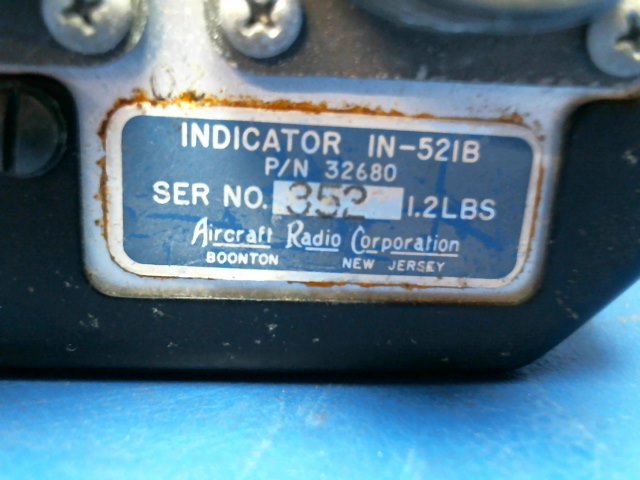 INDICATOR IN-521B
P/N 32680
SER NO. 352 1.2LBS
Aircraft Radio Corporation
BOONTON NEW JERSEY